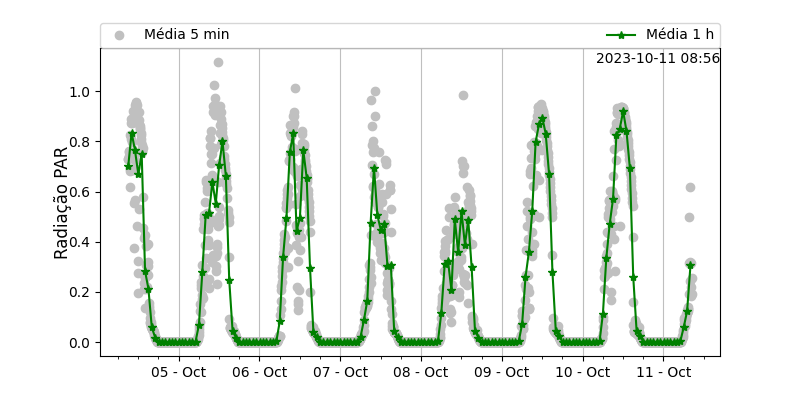 Média 5 min
Média 1 h
2023-10-11 08:56
Radiação PAR
1.0
0.8
0.6
0.4
0.2
0.0
05 - Oct
06 - Oct
07 - Oct
08 - Oct
09 - Oct
10 - Oct
11 - Oct